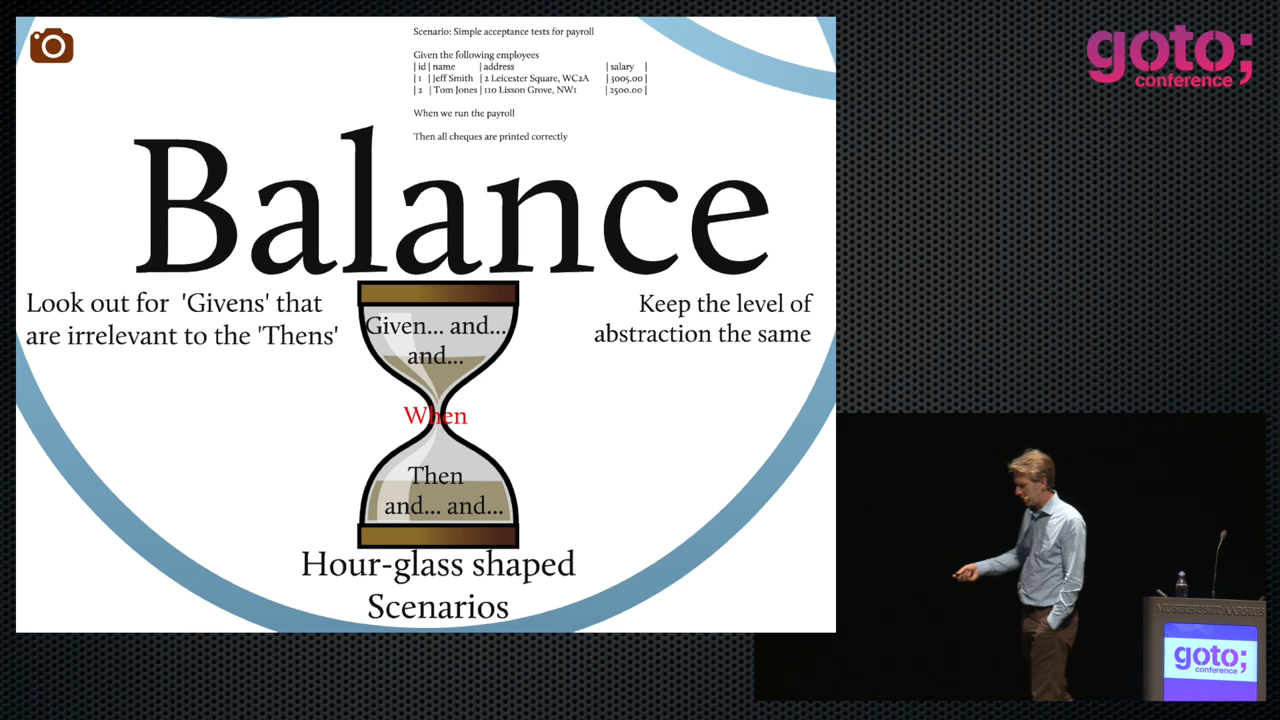 Scenario: Simple acceptance tests for payroll
Given the following employees
| id | name | address | salary |
| 1 | Jeff Smith | 2 Leicester Square, WC2A | 3005.00 |
| 2 | Tom Jones | 110 Lisson Grove, NW1 | 2500.00 |
When we run the payroll
Then all cheques are printed correctly
Balance
Look out for 'Givens' that
are irrelevant to the 'Thens'
Given... and...
and...
When
Then
and... and...
Keep the level of
abstraction the same
Hour-glass shaped
Scenarios
goto;
conference
MUSIKHUSET AARHUS
goto;
conference